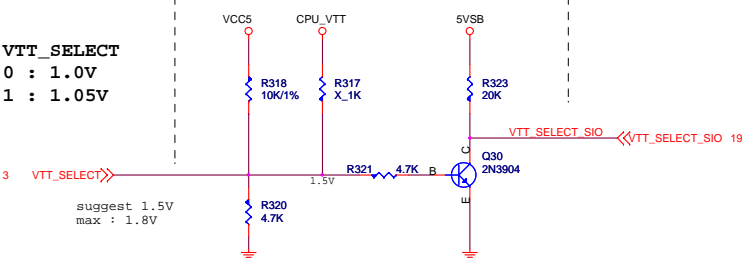 VCC5 CPU_VTT 5VSB
VTT_SELECT
0 : 1.0V
1 : 1.05V
R318
10K/1%
R317
X_1K
R323
20K
VTT_SELECT_SIO
VTT_SELECT_SIO 19
C
Q30
2N3904
R321 4.7K B
3 VTT_SELECT
1.5V
E
suggest 1.5V
max : 1.8V
R320
4.7K